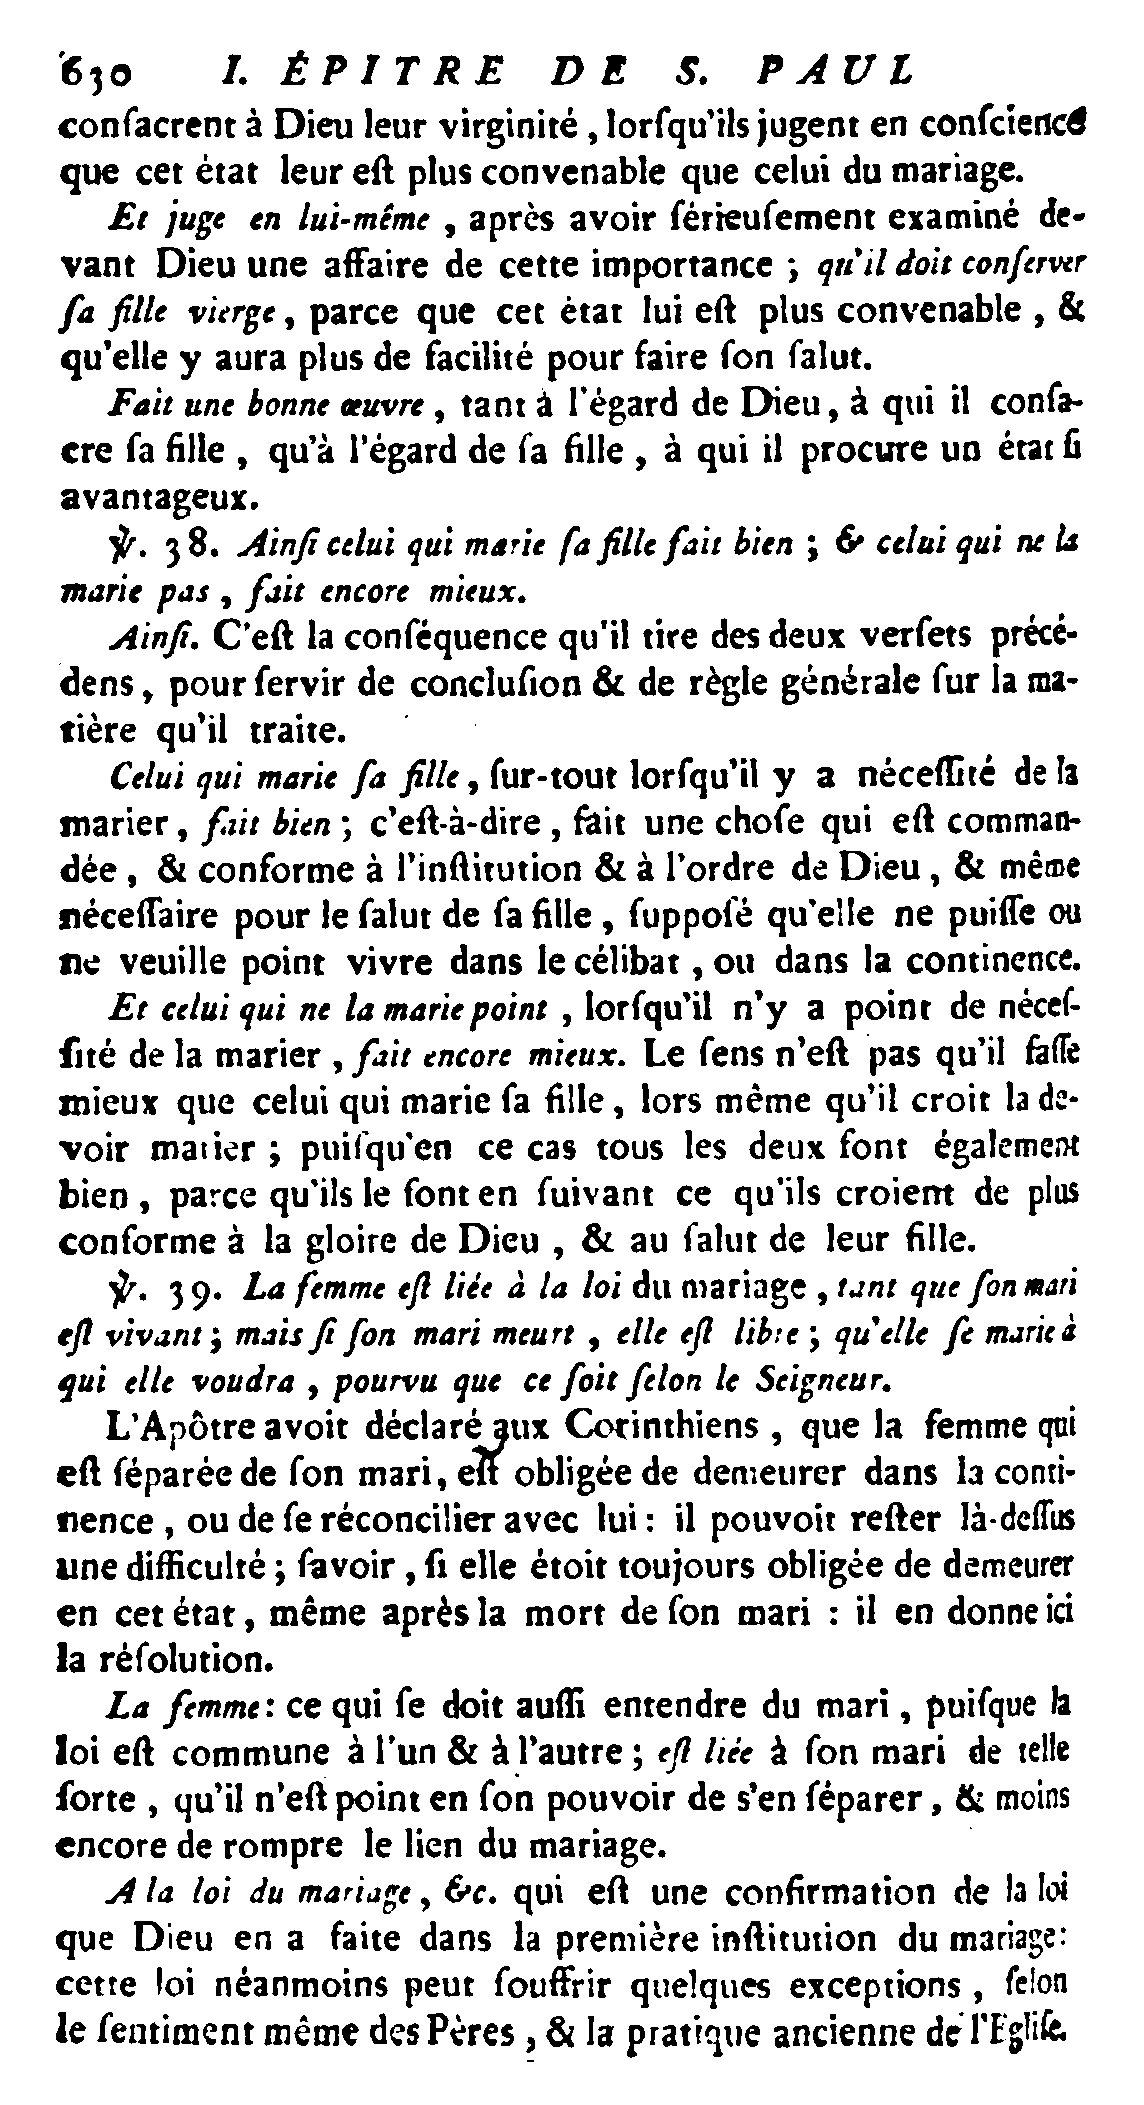 630 I. ÉPITRE DE S. PAUL
conſacrent à Dieu leur virginité , lorſqu'ils jugent en conſcience
que cet état leur eſt plus convenable que celui du mariage.
Et juge en lui-même , après avoir ſérieuſement examiné de-
vant Dieu une affaire de cette importance ; qu'il doit conſerver
ſa fille vierge, parce que cet état lui eſt plus convenable , &
qu'elle y aura plus de facilité pour faire ſon ſalut.
Fait une bonne œuvre , tant à l'égard de Dieu, à qui il conſa-
cre ſa fille , qu'à l'égard de ſa fille , à qui il procure un état ſi
avantageux.
℣. 38. Ainſi celui qui marie ſa fille fait bien ; & celui qui ne la
marie pas , fait encore mieux.
Ainſi. C'eſt la conſéquence qu'il tire des deux verſets précé-
dens, pour ſervir de concluſion & de règle générale ſur la ma-
tière qu'il traite.
Celui qui marie ſa fille, ſur-tout lorſqu'il y a néceſſité de la
marier, fait bien ; c'eſt-à-dire , fait une choſe qui eſt comman-
dée , & conforme à l'inſtitution & à l'ordre de Dieu , & même
néceſſaire pour le ſalut de ſa fille , ſuppoſé qu'elle ne puiſſe ou
ne veuille point vivre dans le célibat , ou dans la continence.
Et celui qui ne la marie point , lorſqu'il n'y a point de néceſ-
ſité de la marier , fait encore mieux. Le ſens n'eſt pas qu'il faſſe
mieux que celui qui marie ſa fille, lors même qu'il croit la de-
voir marier ; puiſqu'en ce cas tous les deux font également
bien , parce qu'ils le font en ſuivant ce qu'ils croient de plus
conforme à la gloire de Dieu , & au ſalut de leur fille.
℣. 39. La femme eſt liée à la loi du mariage , tant que ſon mari
eſt vivant ; mais ſi ſon mari meurt , elle eſt libre ; qu'elle ſe marie à
qui elle voudra , pourvu que ce ſoit ſelon le Seigneur.
L'Apôtre avoit déclaré aux Corinthiens , que la femme qui
eſt ſéparée de ſon mari, eſt obligée de demeurer dans la conti-
nence , ou de ſe réconcilier avec lui : il pouvoit reſter là-deſſus
une difficulté ; ſavoir , ſi elle étoit toujours obligée de demeurer
en cet état, même après la mort de ſon mari : il en donne ici
la réſolution.
La femme : ce qui ſe doit auſſi entendre du mari , puiſque la
loi eſt commune à l'un & à l'autre ; eſt liée à ſon mari de telle
ſorte , qu'il n'eſt point en ſon pouvoir de s'en ſéparer , & moins
encore de rompre le lien du mariage.
A la loi du mariage, &c. qui eſt une confirmation de la loi
que Dieu en a faite dans la première inſtitution du mariage :
cette loi néanmoins peut ſouffrir quelques exceptions , ſelon
le ſentiment même des Pères , & la pratique ancienne de l'Egliſe.